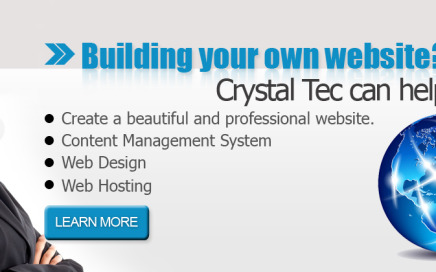 Building your own website?
Crystal Tec can help
Create a beautiful and professional website.
Content Management System
Web Design
Web Hosting
LEARN MORE